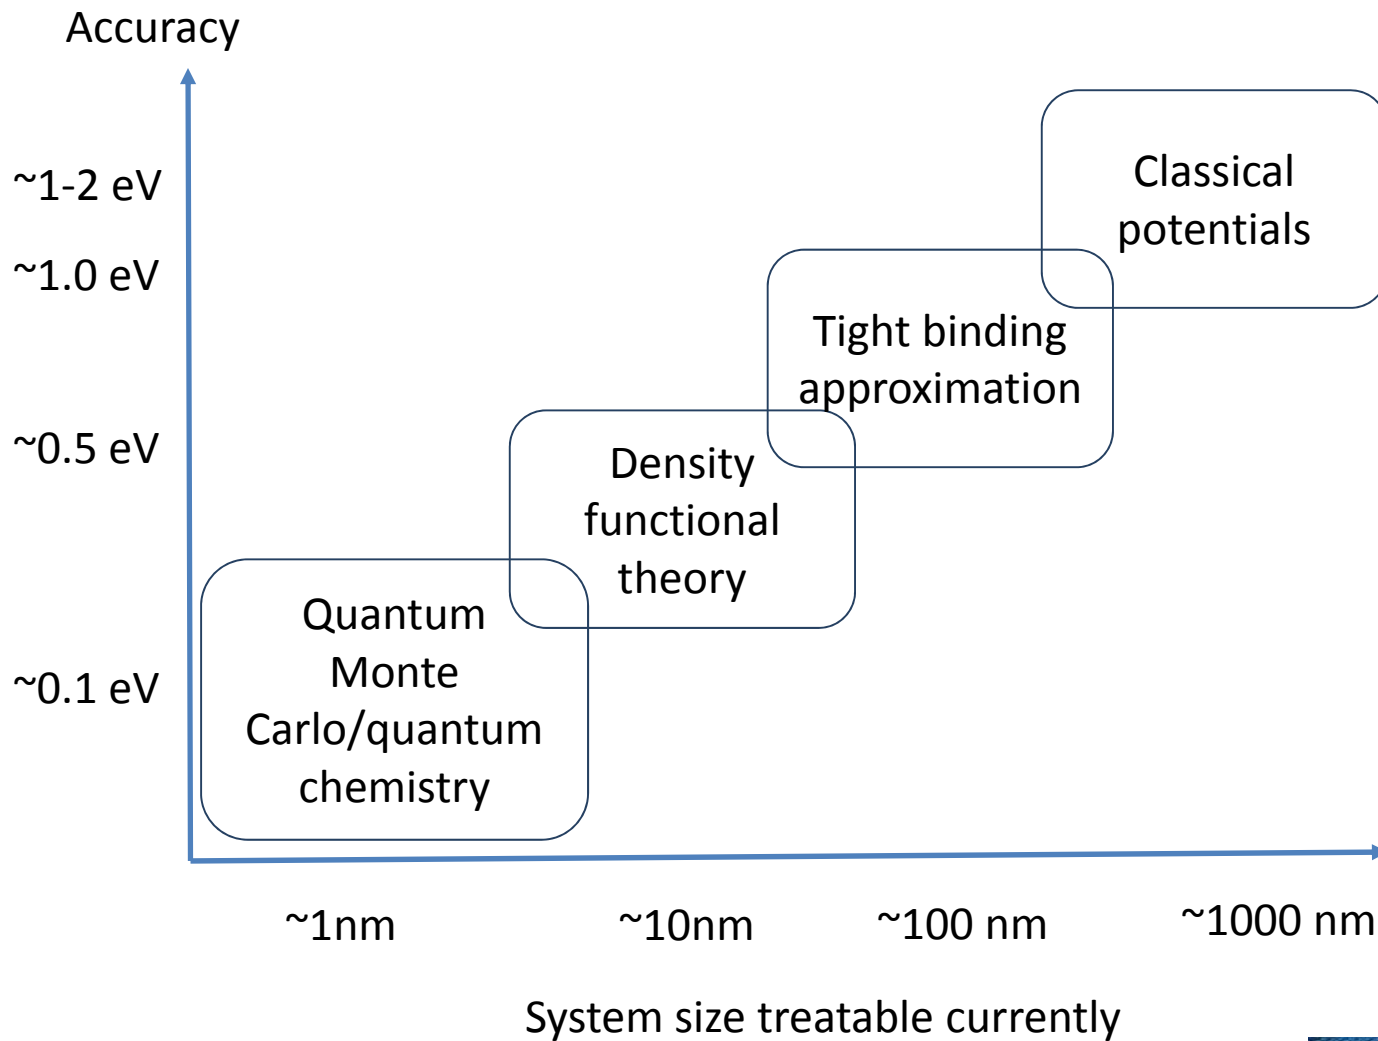 Accuracy
~1-2 eV
~1.0 eV
~0.5 eV
~0.1 eV
Classical
potentials
Tight binding
approximation
Density
functional
theory
Quantum
Monte
Carlo/quantum
chemistry
~1nm
~10nm
~100 nm
~1000 nm
System size treatable currently